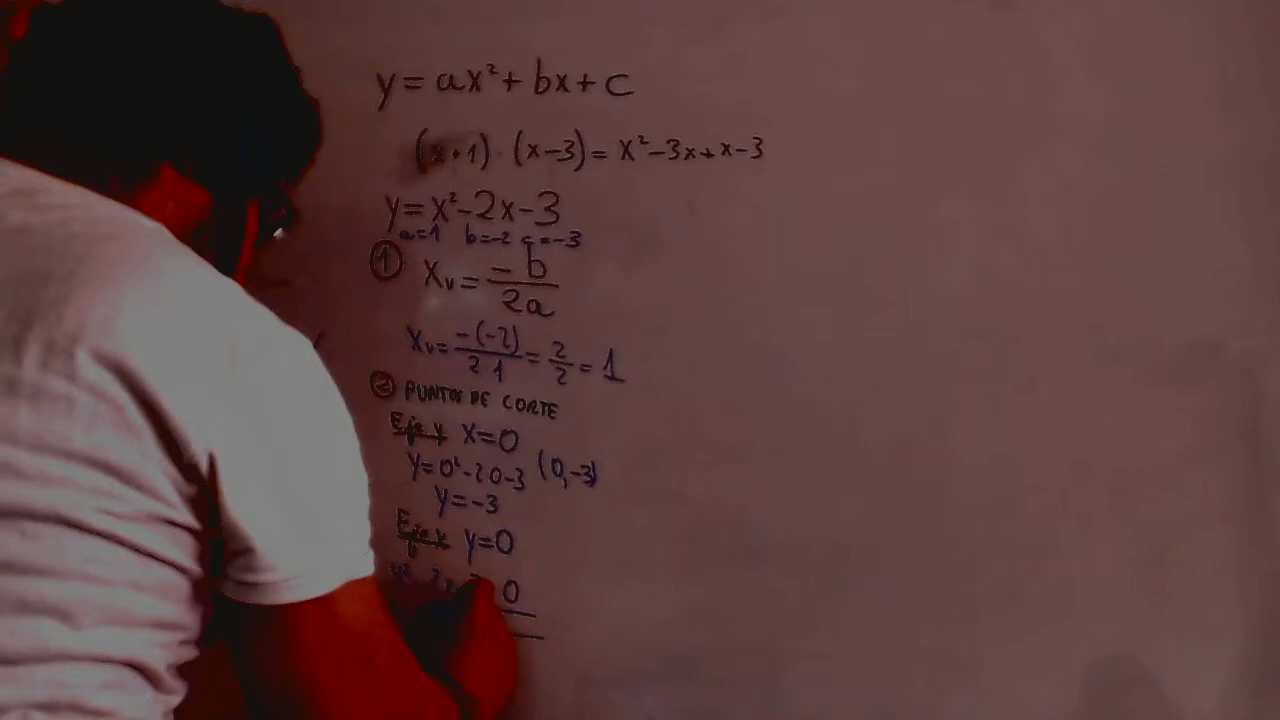 y = ax² + bx + c
(x+1) · (x-3) = x² - 3x + x - 3
y = x² - 2x - 3
a=1 b=-2 c=-3
① Xv = -b/2a
Xv = -(-2)/2·1 = 2/2 = 1
② PUNTOS DE CORTE
Eje y x=0
y=0²-2·0-3 (0,-3)
y=-3
Eje x y=0
0